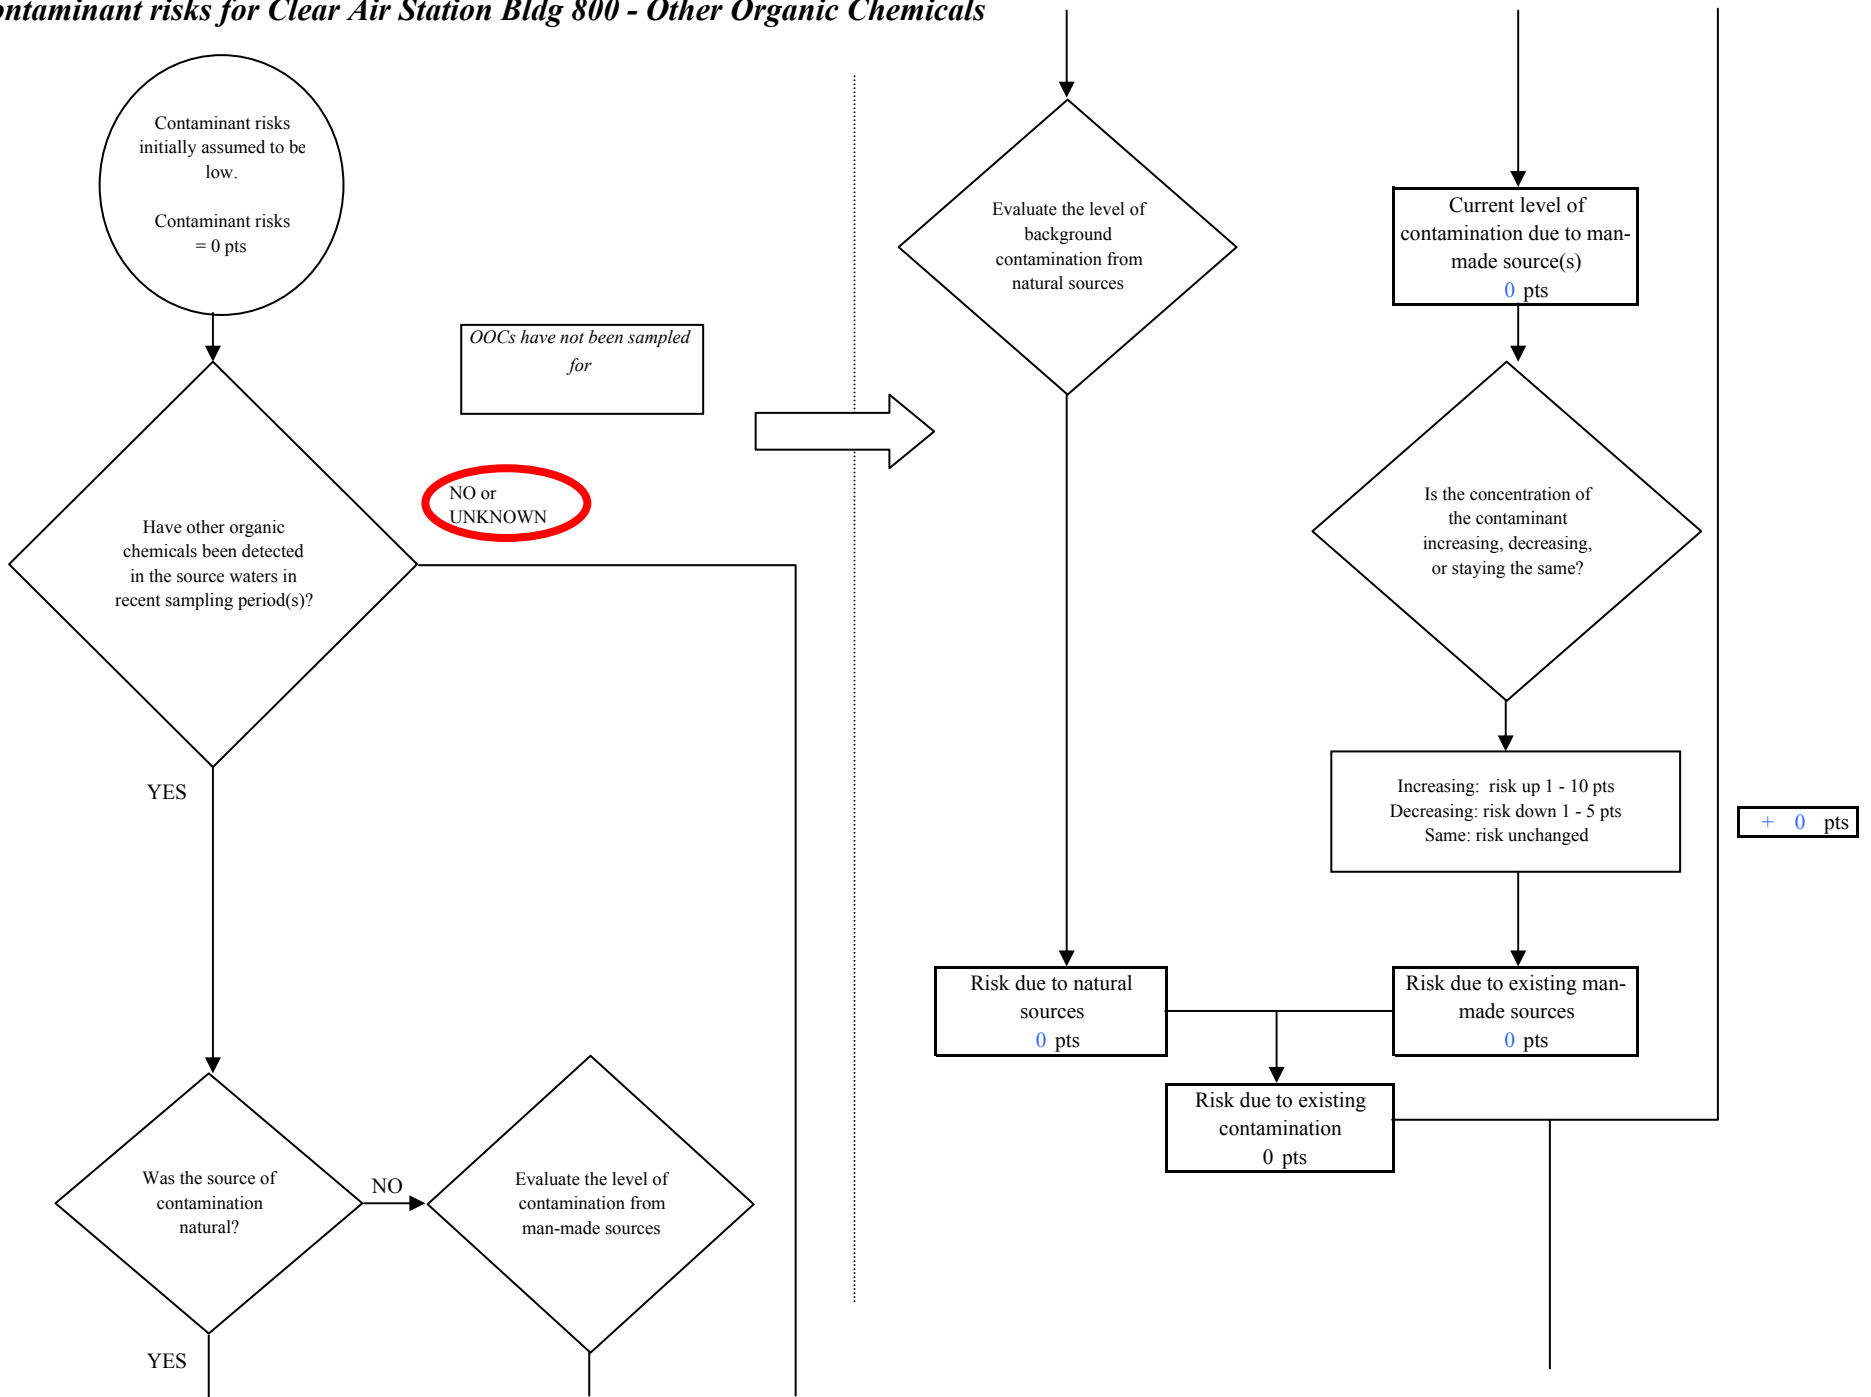 ontaminant risks for Clear Air Station Bldg 800 - Other Organic Chemicals
Contaminant risks
initially assumed to be
low.
Contaminant risks
= 0 pts
OOCs have not been sampled
for
NO or
UNKNOWN
Have other organic
chemicals been detected
in the source waters in
recent sampling period(s)?
YES
Was the source of
contamination
natural?
NO
Evaluate the level of
contamination from
man-made sources
YES
Evaluate the level of
background
contamination from
natural sources
Current level of
contamination due to man-
made source(s)
0 pts
Is the concentration of
the contaminant
increasing, decreasing,
or staying the same?
Increasing: risk up 1 - 10 pts
Decreasing: risk down 1 - 5 pts
Same: risk unchanged
+ 0 pts
Risk due to natural
sources
0 pts
Risk due to existing man-
made sources
0 pts
Risk due to existing
contamination
0 pts